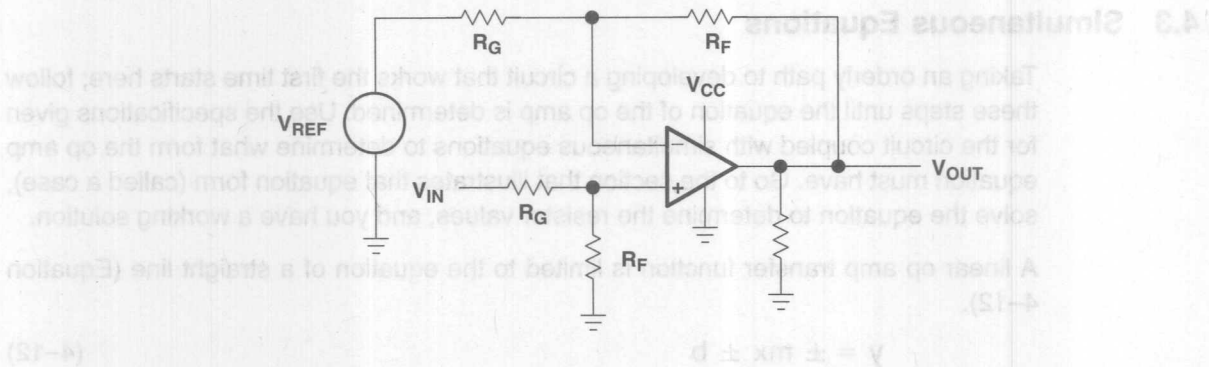 14.3 Simultaneous Equations
R_G
R_F
Taking an orderly path to developing a circuit that works the first time starts here; follow
these steps until the equation of the op amp is determined. Use the specifications given
for the circuit coupled with simultaneous equations to determine what form the op amp
equation must have. Go to the section that illustrates that equation form (called a case),
solve the equation to determine the resistor values, and you have a working solution.
V_CC
V_REF
−
+
V_OUT
V_IN
R_G
R_F
A linear op amp transfer function is limited to the equation of a straight line (Equation
4–12).
y = ± mx ± b (4–12)